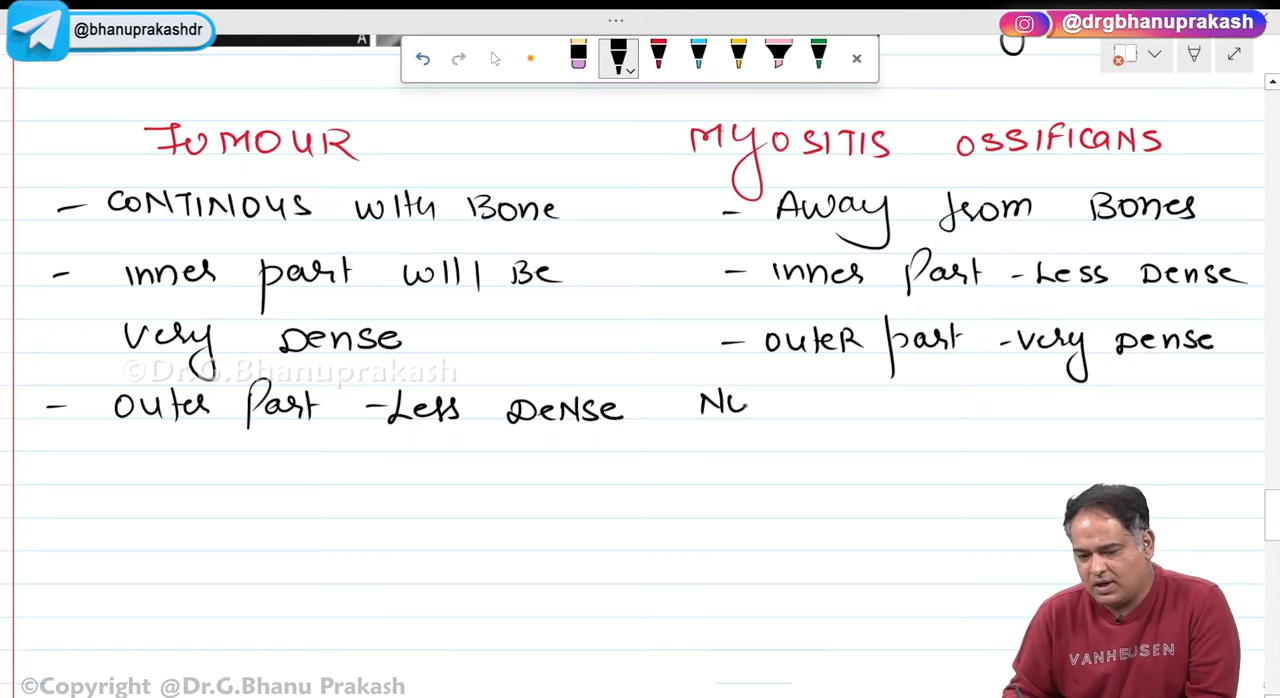 @bhanuprakashdr
@drgbhanuprakash
A
TUMOUR
MYOSITIS OSSIFICANS
- CONTINOUS with Bone
- Away from Bones
- inner part will Be
very Dense
- inner Part - Less Dense
- outer part - very Dense
©Dr.G.Bhanuprakash
- outer Part - Less Dense
VANHEUSEN
©Copyright @Dr.G.Bhanu Prakash